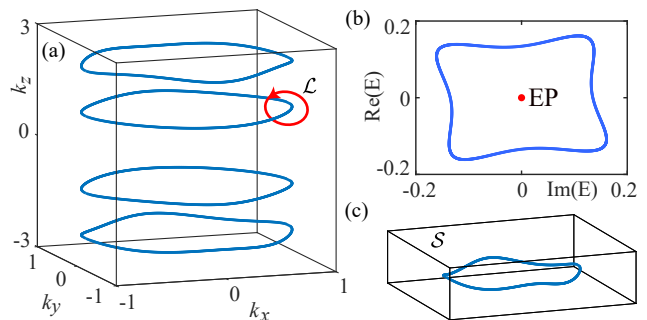 (a)
3
0
-3
k_z
1
0
-1
k_y
-1
0
1
k_x
ℒ
(b)
0.2
0
-0.2
Re(E)
EP
-0.2
0
Im(E)
0.2
(c)
𝒮